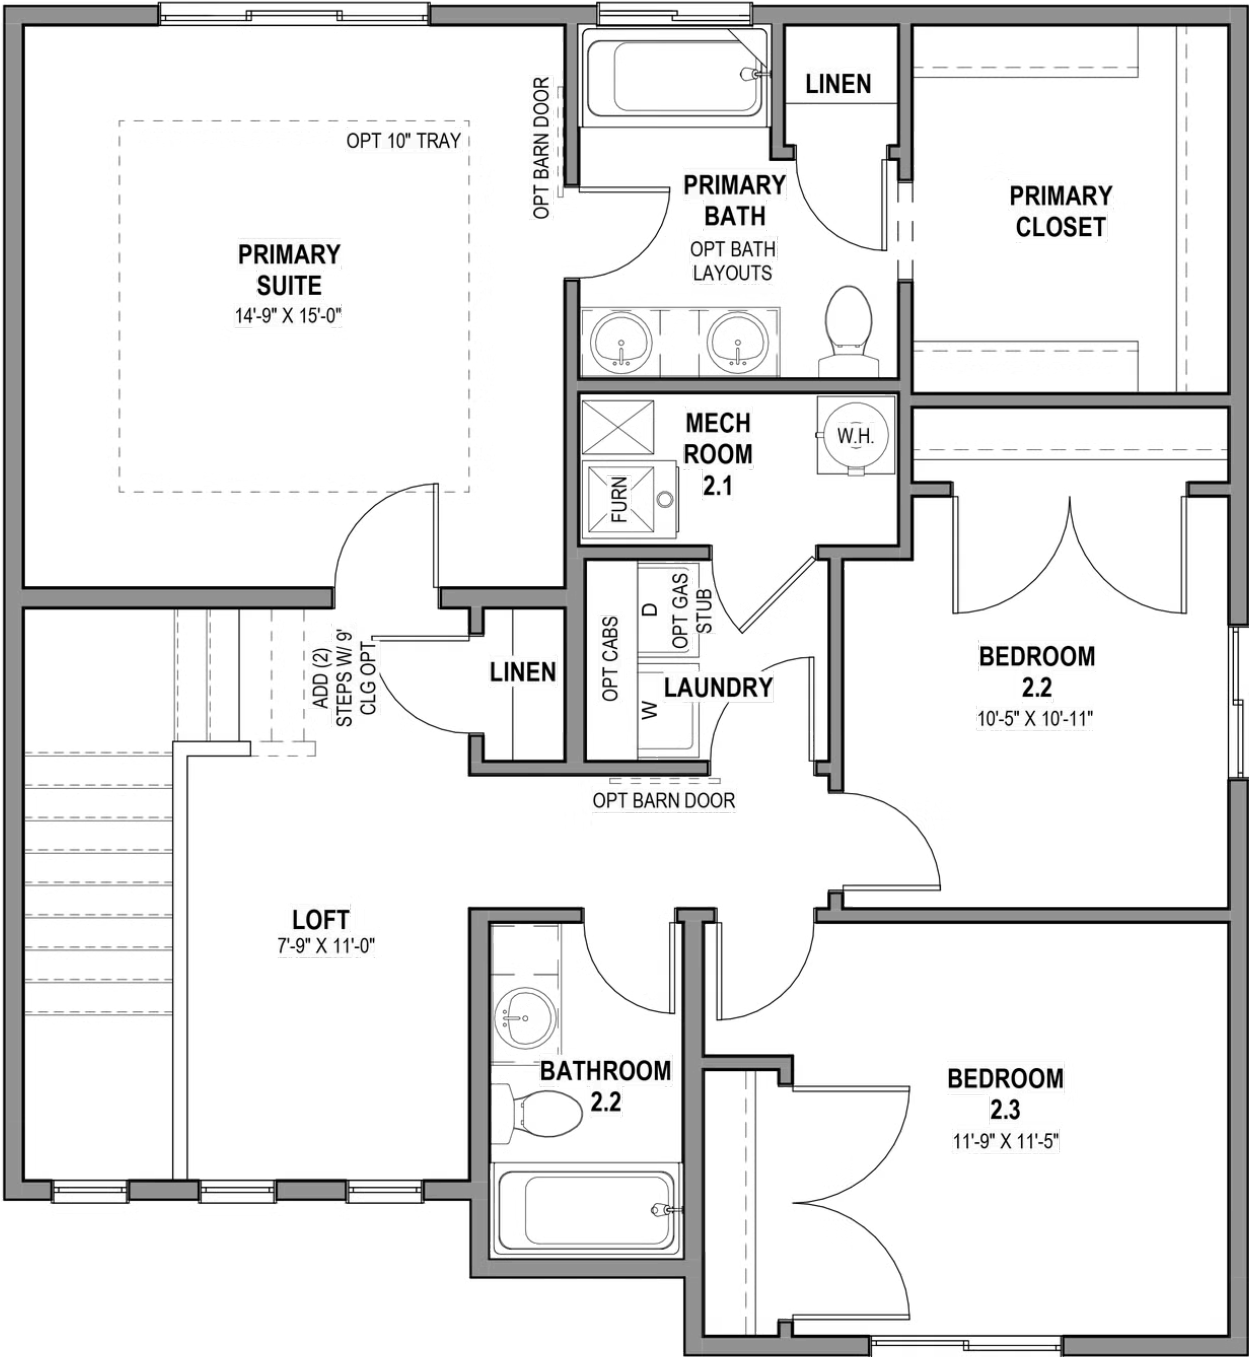 OPT 10" TRAY
OPT BARN DOOR
LINEN
PRIMARY
BATH
OPT BATH
LAYOUTS
PRIMARY
CLOSET
PRIMARY
SUITE
14'-9" X 15'-0"
MECH
ROOM
2.1
W.H.
FURN
ADD (2)
STEPS W/ 9'
CLG OPT
LINEN
OPT CABS
D
OPT GAS
STUB
W
LAUNDRY
OPT BARN DOOR
BEDROOM
2.2
10'-5" X 10'-11"
LOFT
7'-9" X 11'-0"
BATHROOM
2.2
BEDROOM
2.3
11'-9" X 11'-5"